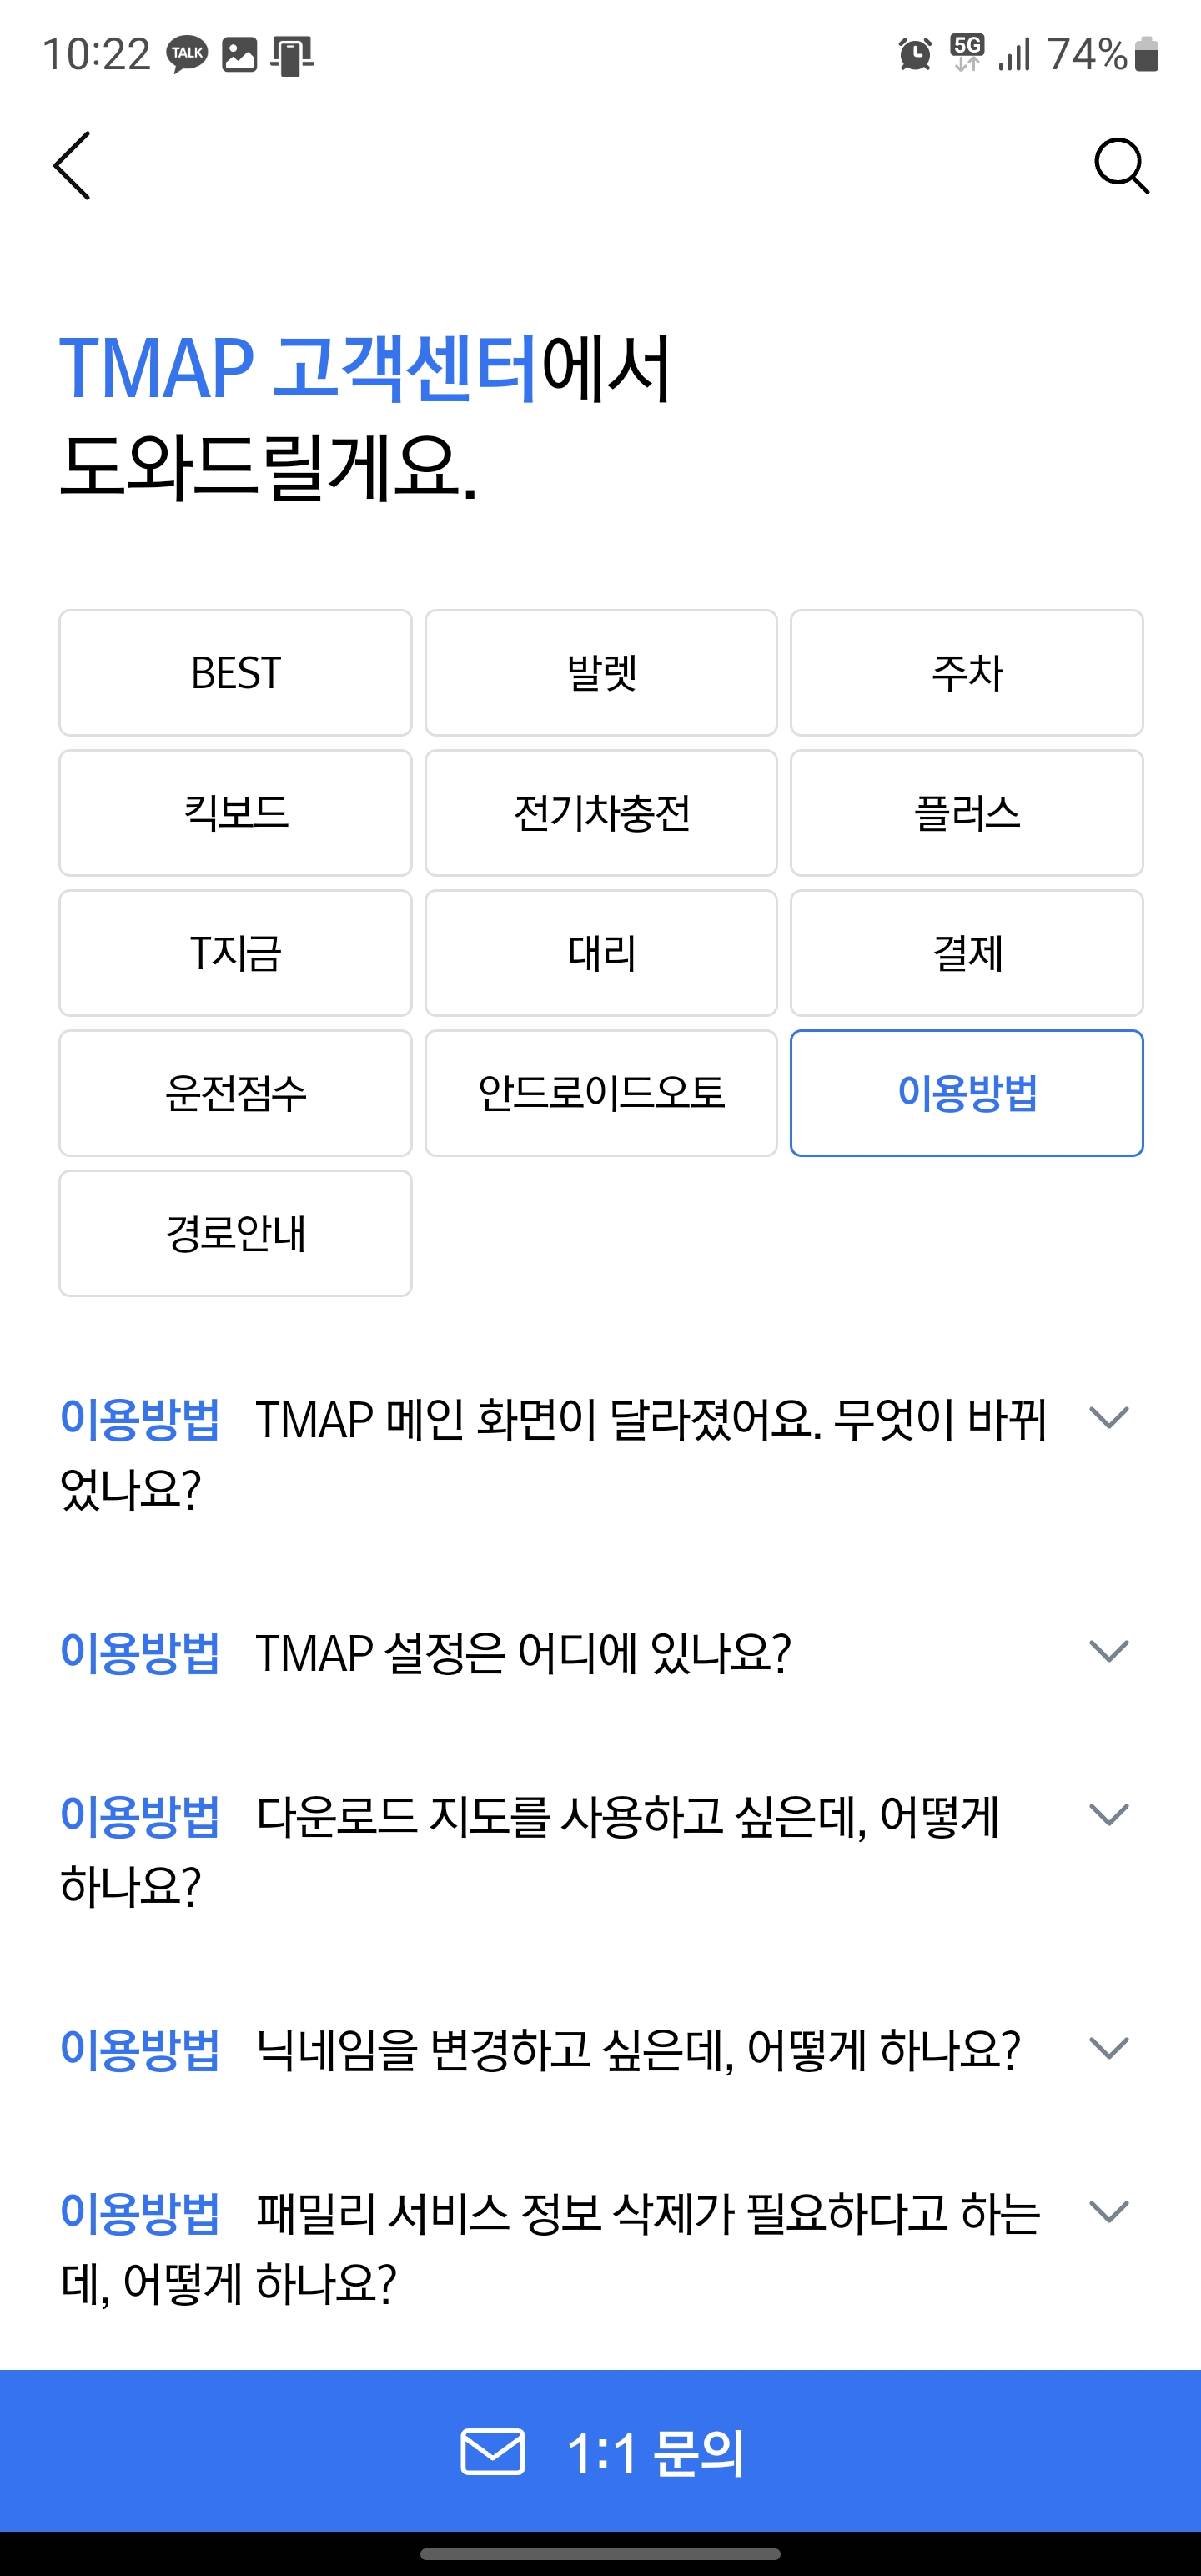 10:22 TALK 5G 74%
TMAP 고객센터에서
도와드릴게요.
BEST 발렛 주차
킥보드 전기차충전 플러스
T지금 대리 결제
운전점수 안드로이드오토 이용방법
경로안내
이용방법 TMAP 메인 화면이 달라졌어요. 무엇이 바뀌
었나요?
이용방법 TMAP 설정은 어디에 있나요?
이용방법 다운로드 지도를 사용하고 싶은데, 어떻게
하나요?
이용방법 닉네임을 변경하고 싶은데, 어떻게 하나요?
이용방법 패밀리 서비스 정보 삭제가 필요하다고 하는
데, 어떻게 하나요?
1:1 문의